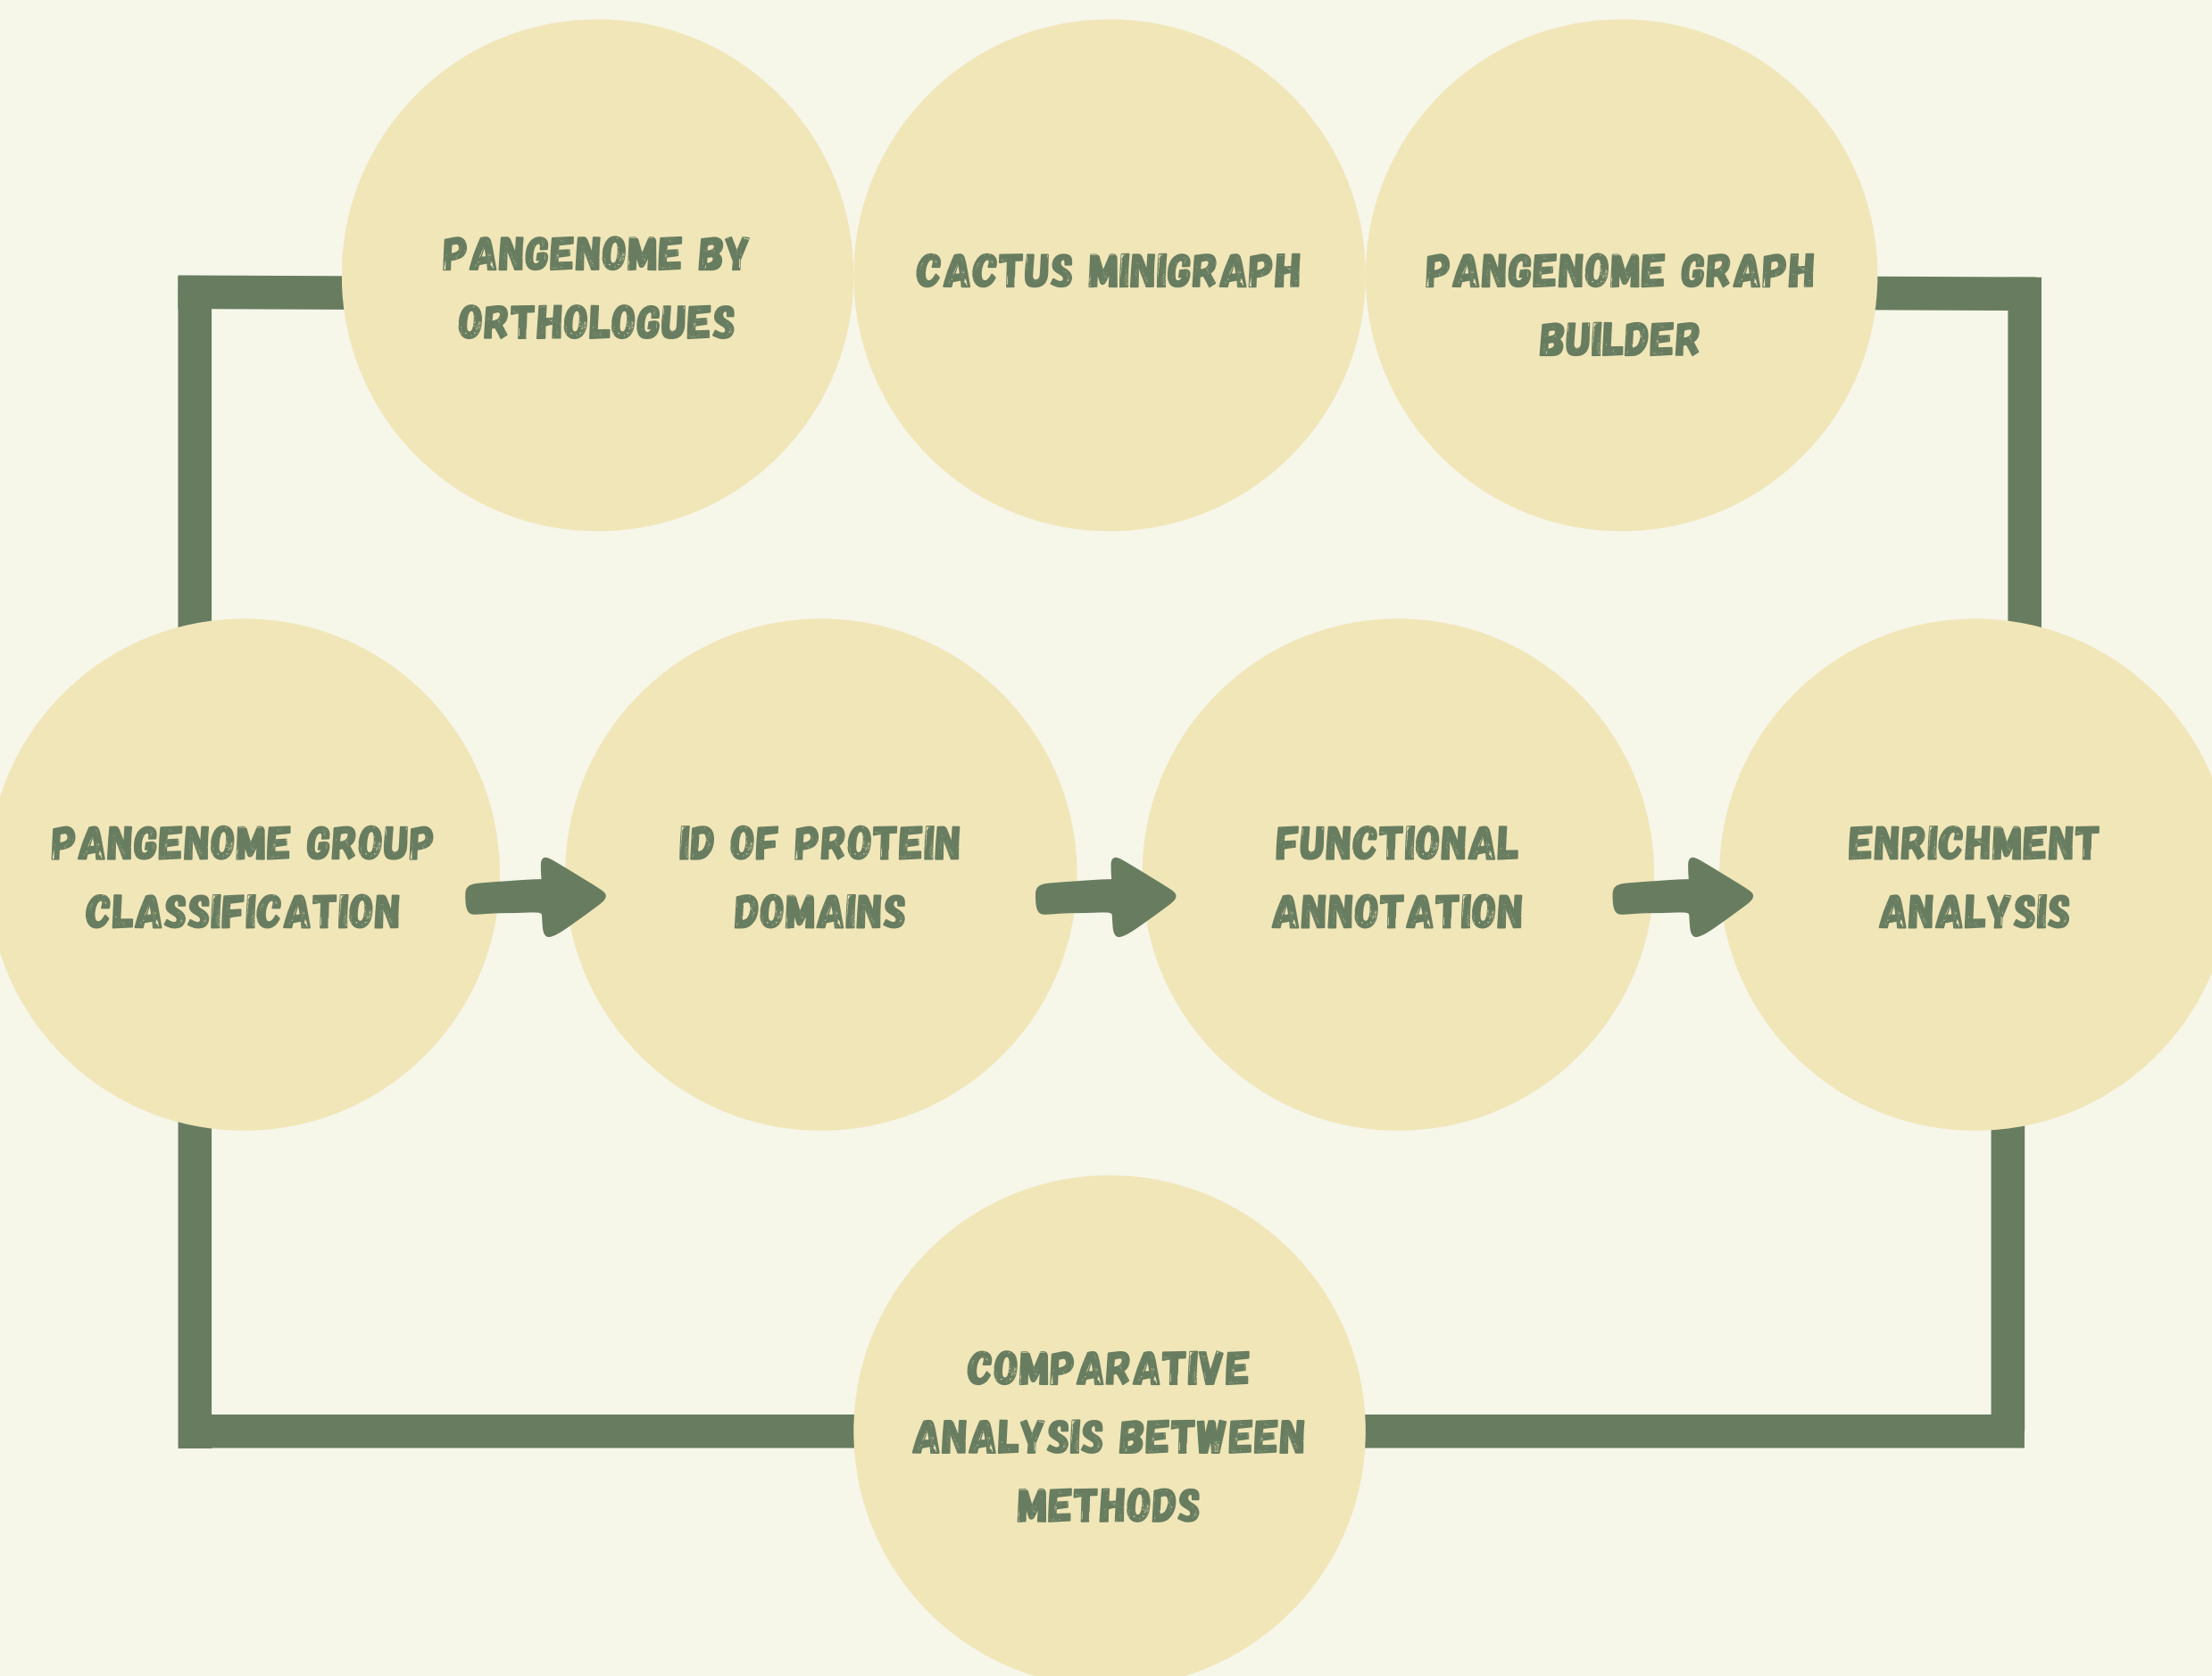 PANGENOME BY
ORTHOLOGUES
CACTUS MINIGRAPH
PANGENOME GRAPH
BUILDER
PANGENOME GROUP
CLASSIFICATION
ID OF PROTEIN
DOMAINS
FUNCTIONAL
ANNOTATION
ENRICHMENT
ANALYSIS
COMPARATIVE
ANALYSIS BETWEEN
METHODS